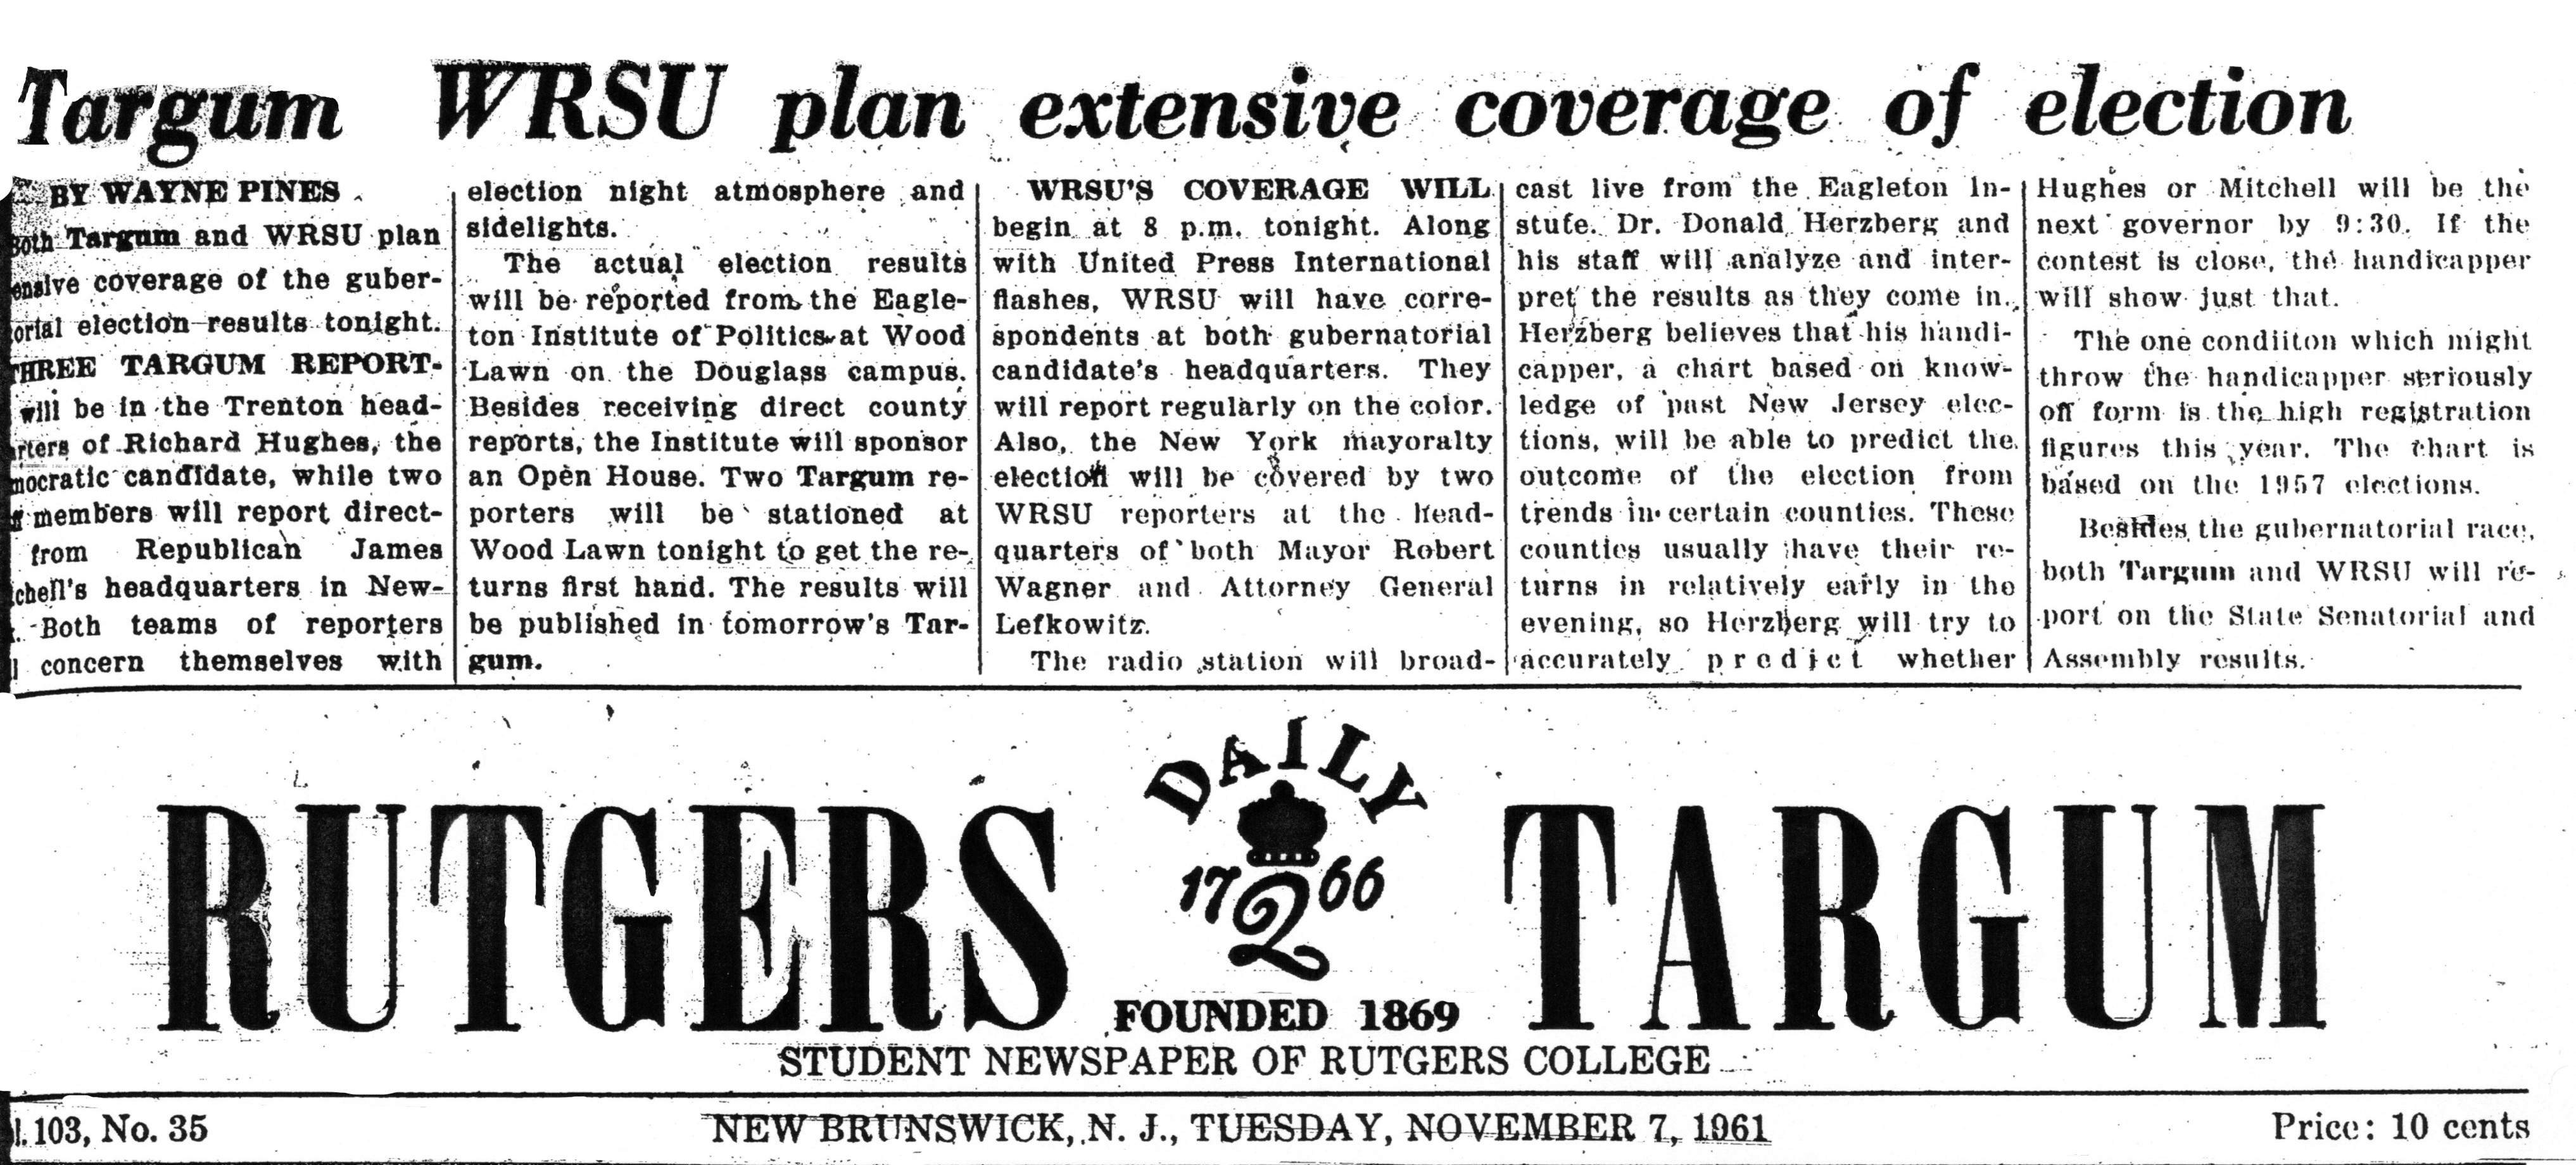 Targum WRSU plan extensive coverage of election
BY WAYNE PINES
Both Targum and WRSU plan
ensive coverage of the guber-
orial election results tonight.
THREE TARGUM REPORT-
will be in the Trenton head-
rters of Richard Hughes, the
mocratic candidate, while two
ff members will report direct-
from Republican James
chell's headquarters in New-
. Both teams of reporters
l concern themselves with
election night atmosphere and
sidelights.
The actual election results
will be reported from the Eagle-
ton Institute of Politics at Wood
Lawn on the Douglass campus.
Besides receiving direct county
reports, the Institute will sponsor
an Open House. Two Targum re-
porters will be stationed at
Wood Lawn tonight to get the re-
turns first hand. The results will
be published in tomorrow's Tar-
gum.
WRSU'S COVERAGE WILL
begin at 8 p.m. tonight. Along
with United Press International
flashes, WRSU will have corre-
spondents at both gubernatorial
candidate's headquarters. They
will report regularly on the color.
Also, the New York mayoralty
election will be covered by two
WRSU reporters at the head-
quarters of both Mayor Robert
Wagner and Attorney General
Lefkowitz.
The radio station will broad-
cast live from the Eagleton In-
stute. Dr. Donald Herzberg and
his staff will analyze and inter-
pret the results as they come in.
Herzberg believes that his handi-
capper, a chart based on know-
ledge of past New Jersey elec-
tions, will be able to predict the
outcome of the election from
trends in certain counties. These
counties usually have their re-
turns in relatively early in the
evening, so Herzberg will try to
accurately predict whether
Hughes or Mitchell will be the
next governor by 9:30. If the
contest is close, the handicapper
will show just that.
The one condiiton which might
throw the handicapper seriously
off form is the high registration
figures this year. The chart is
based on the 1957 elections.
Besides the gubernatorial race,
both Targum and WRSU will re-
port on the State Senatorial and
Assembly results.
RUTGERS DAILY TARGUM
17 2 66
FOUNDED 1869
STUDENT NEWSPAPER OF RUTGERS COLLEGE
l. 103, No. 35 NEW BRUNSWICK, N. J., TUESDAY, NOVEMBER 7, 1961 Price: 10 cents